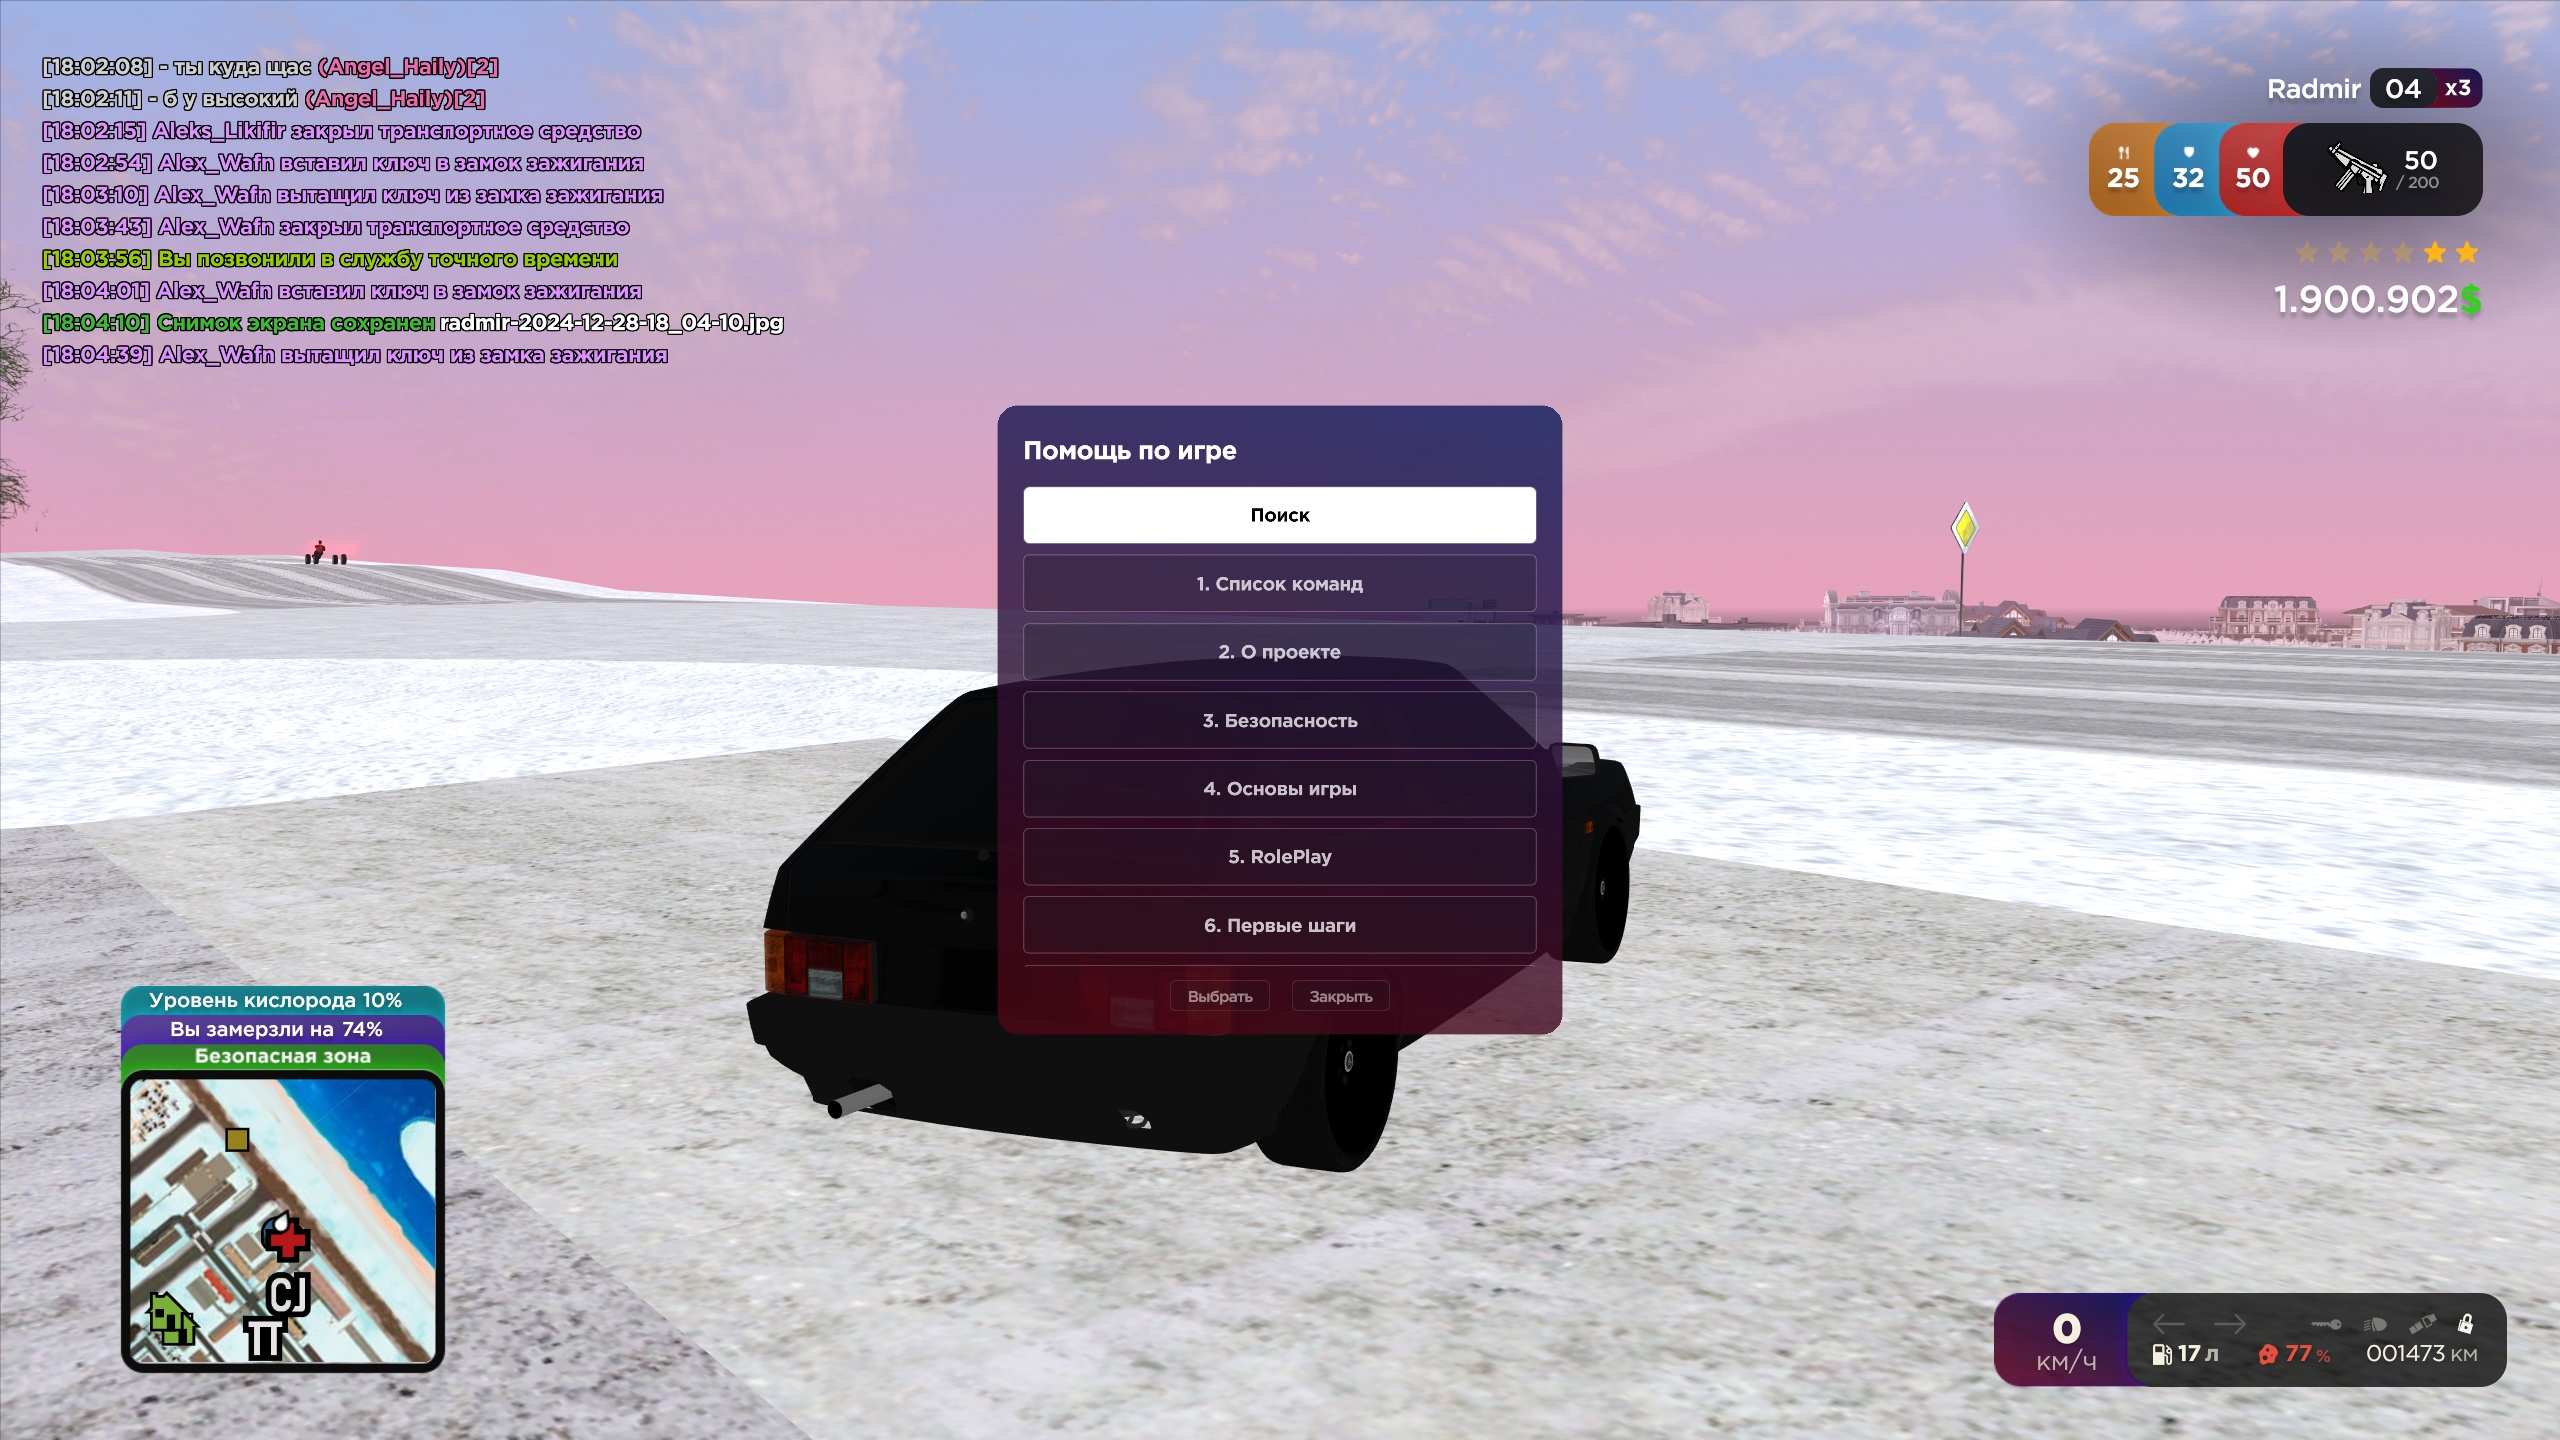 [18:02:08] - ты куда щас (Angel_Haily)[2]
[18:02:11] - б у высокий (Angel_Haily)[2]
[18:02:15] Aleks_Likifir закрыл транспортное средство
[18:02:54] Alex_Wafn вставил ключ в замок зажигания
[18:03:10] Alex_Wafn вытащил ключ из замка зажигания
[18:03:43] Alex_Wafn закрыл транспортное средство
[18:03:56] Вы позвонили в службу точного времени
[18:04:01] Alex_Wafn вставил ключ в замок зажигания
[18:04:10] Снимок экрана сохранен radmir-2024-12-28-18_04-10.jpg
[18:04:39] Alex_Wafn вытащил ключ из замка зажигания
Radmir 04 x3
25 32 50 50 / 200
1.900.902$
Помощь по игре
Поиск
1. Список команд
2. О проекте
3. Безопасность
4. Основы игры
5. RolePlay
6. Первые шаги
Выбрать Закрыть
Уровень кислорода 10%
Вы замерзли на 74%
Безопасная зона
CJ
П
0 КМ/Ч
17 л 77 % 001473 КМ